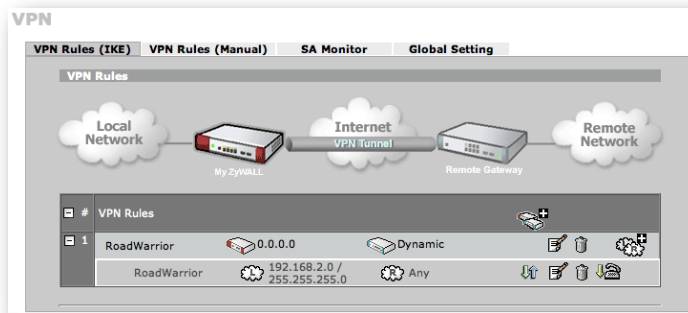 VPN
VPN Rules (IKE) VPN Rules (Manual) SA Monitor Global Setting
VPN Rules
Local
Network
Internet
VPN Tunnel
Remote
Network
My ZyWALL
Remote Gateway
# VPN Rules
1 RoadWarrior 0.0.0.0 Dynamic
R
RoadWarrior L 192.168.2.0 /
255.255.255.0 R Any